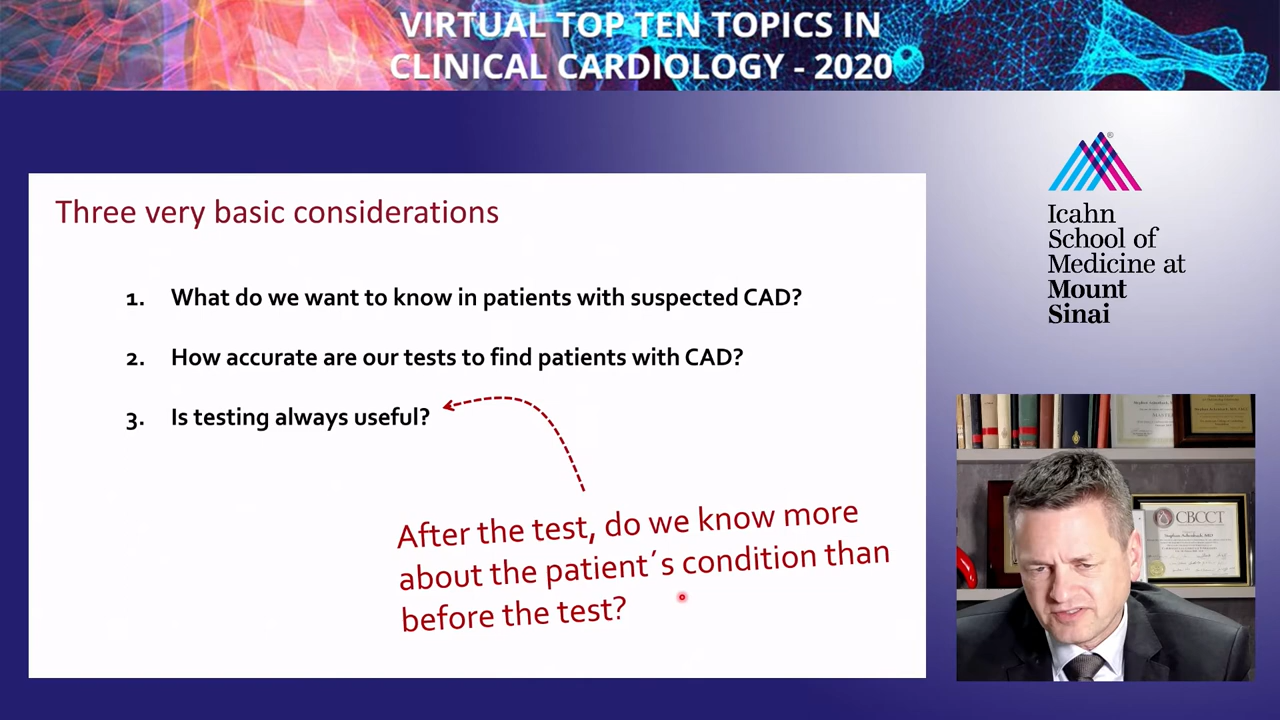 VIRTUAL TOP TEN TOPICS IN
CLINICAL CARDIOLOGY - 2020
Three very basic considerations
1. What do we want to know in patients with suspected CAD?
2. How accurate are our tests to find patients with CAD?
3. Is testing always useful?
After the test, do we know more
about the patient´s condition than
before the test?
®
Icahn
School of
Medicine at
Mount
Sinai
CBCCT